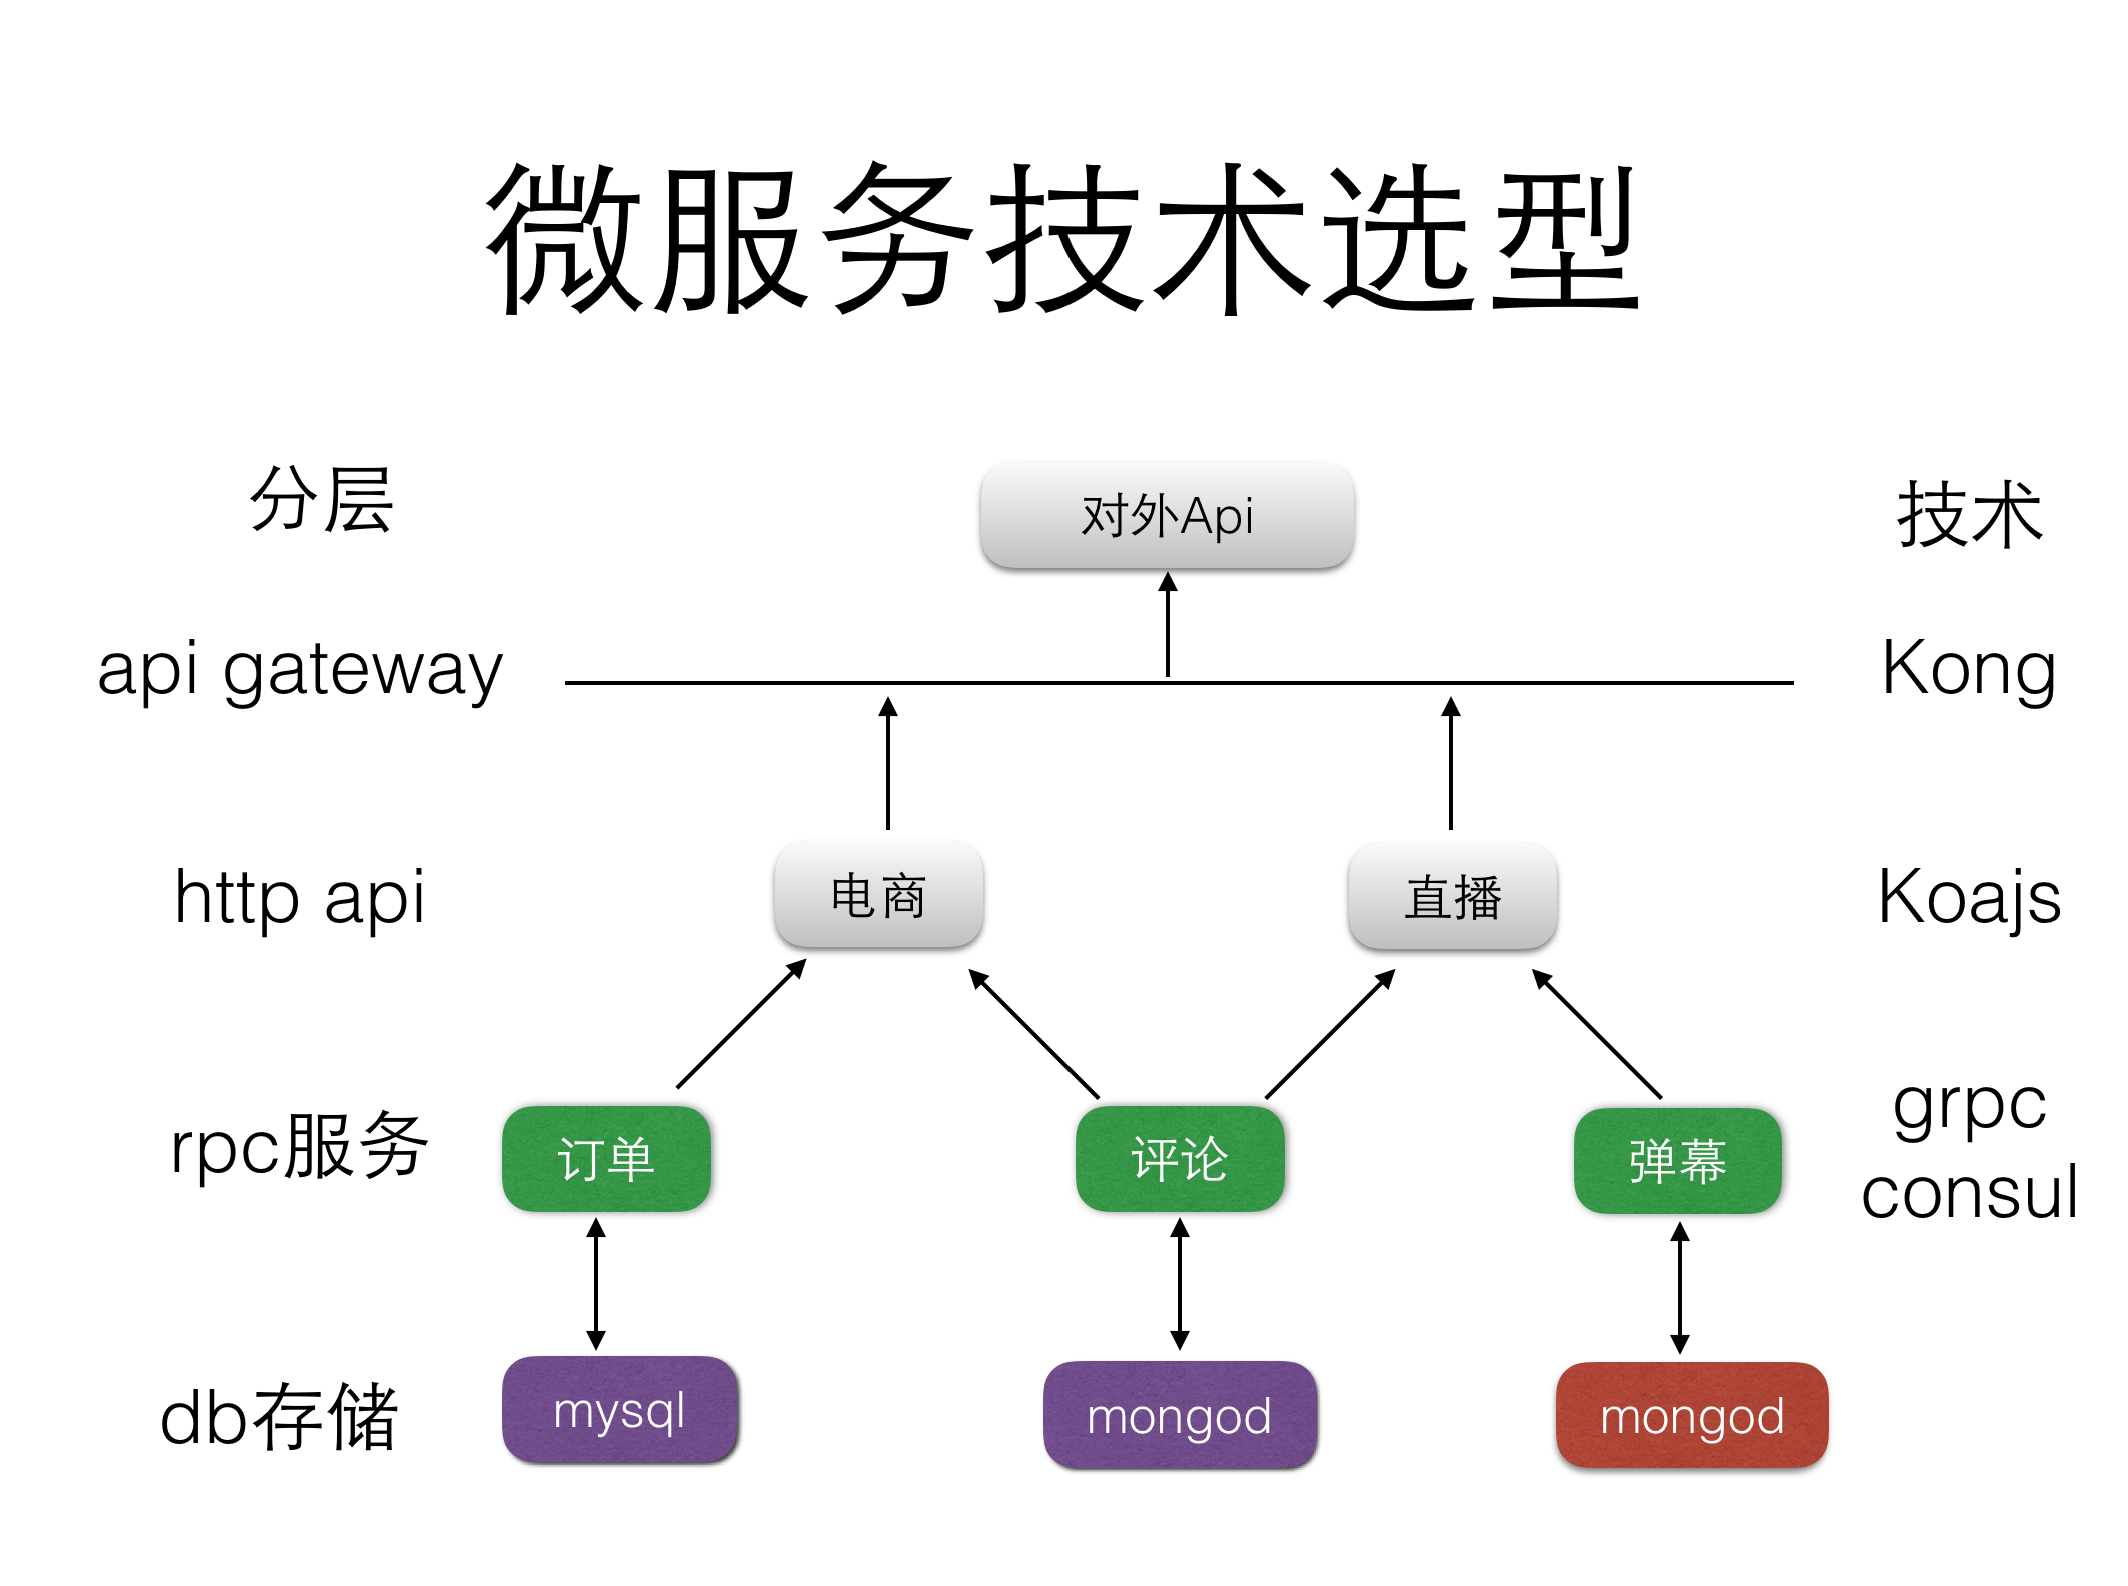 微服务技术选型
分层
对外Api
技术
api gateway
Kong
http api
电商
直播
Koajs
rpc服务
订单
评论
弹幕
grpc
consul
db存储
mysql
mongod
mongod